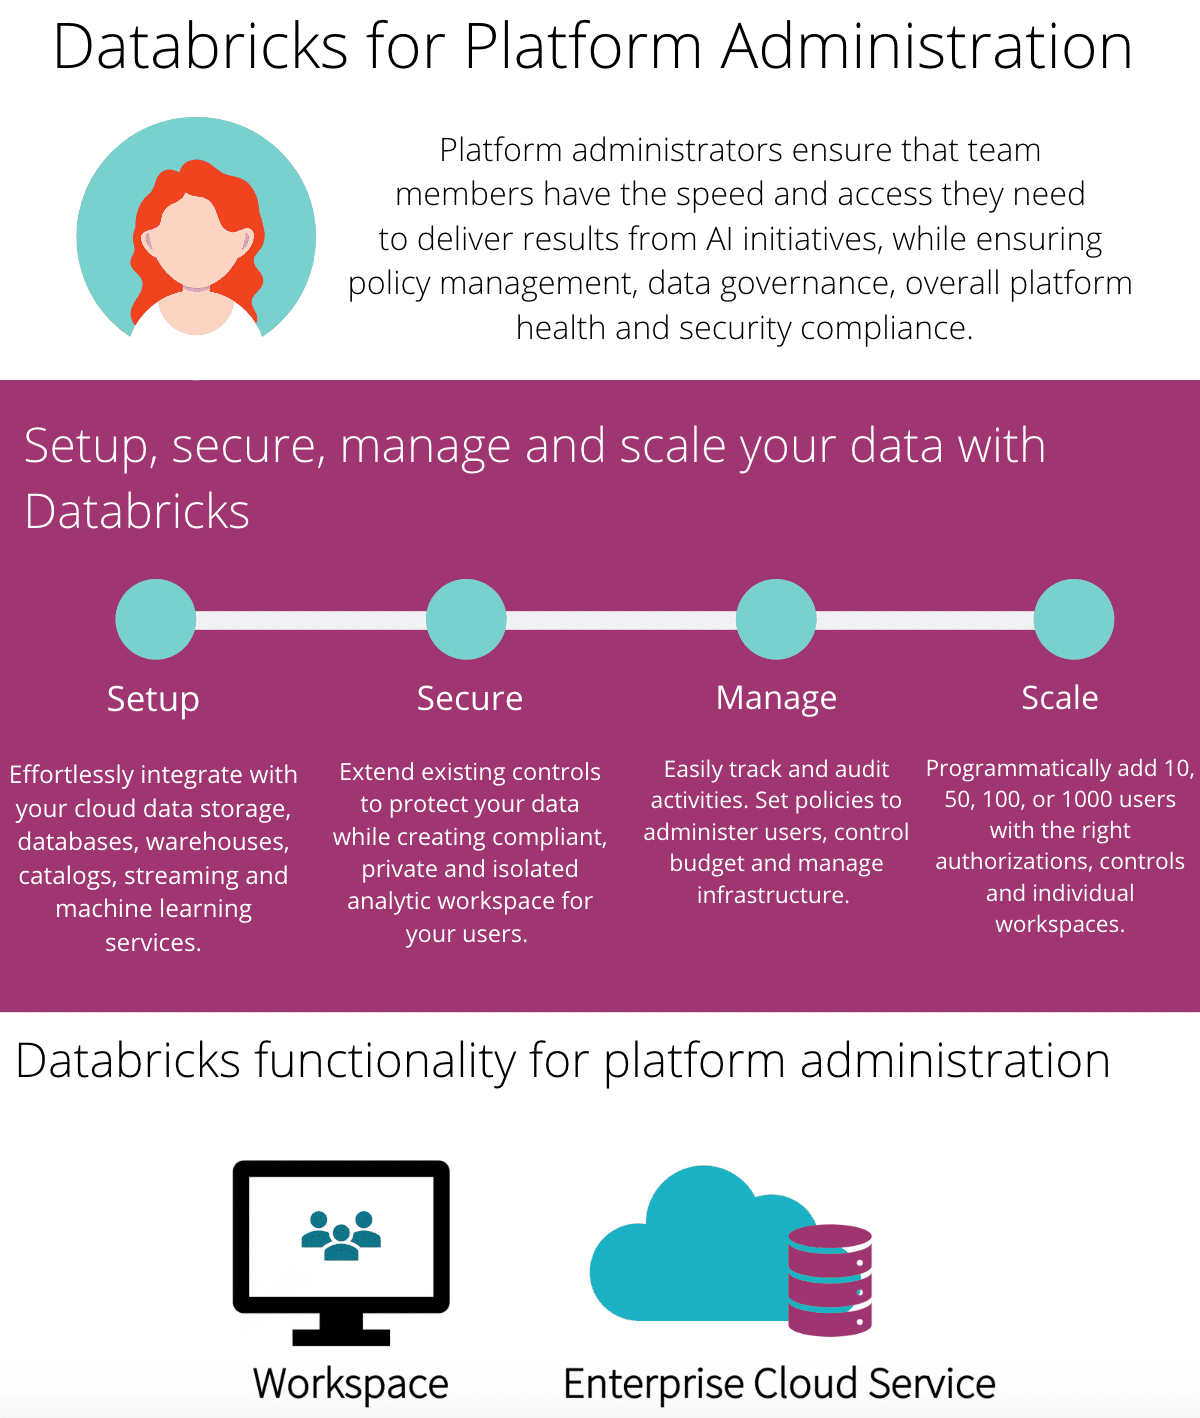 Databricks for Platform Administration
Platform administrators ensure that team
members have the speed and access they need
to deliver results from AI initiatives, while ensuring
policy management, data governance, overall platform
health and security compliance.
Setup, secure, manage and scale your data with
Databricks
Setup
Effortlessly integrate with
your cloud data storage,
databases, warehouses,
catalogs, streaming and
machine learning
services.
Secure
Extend existing controls
to protect your data
while creating compliant,
private and isolated
analytic workspace for
your users.
Manage
Easily track and audit
activities. Set policies to
administer users, control
budget and manage
infrastructure.
Scale
Programmatically add 10,
50, 100, or 1000 users
with the right
authorizations, controls
and individual
workspaces.
Databricks functionality for platform administration
Workspace
Enterprise Cloud Service